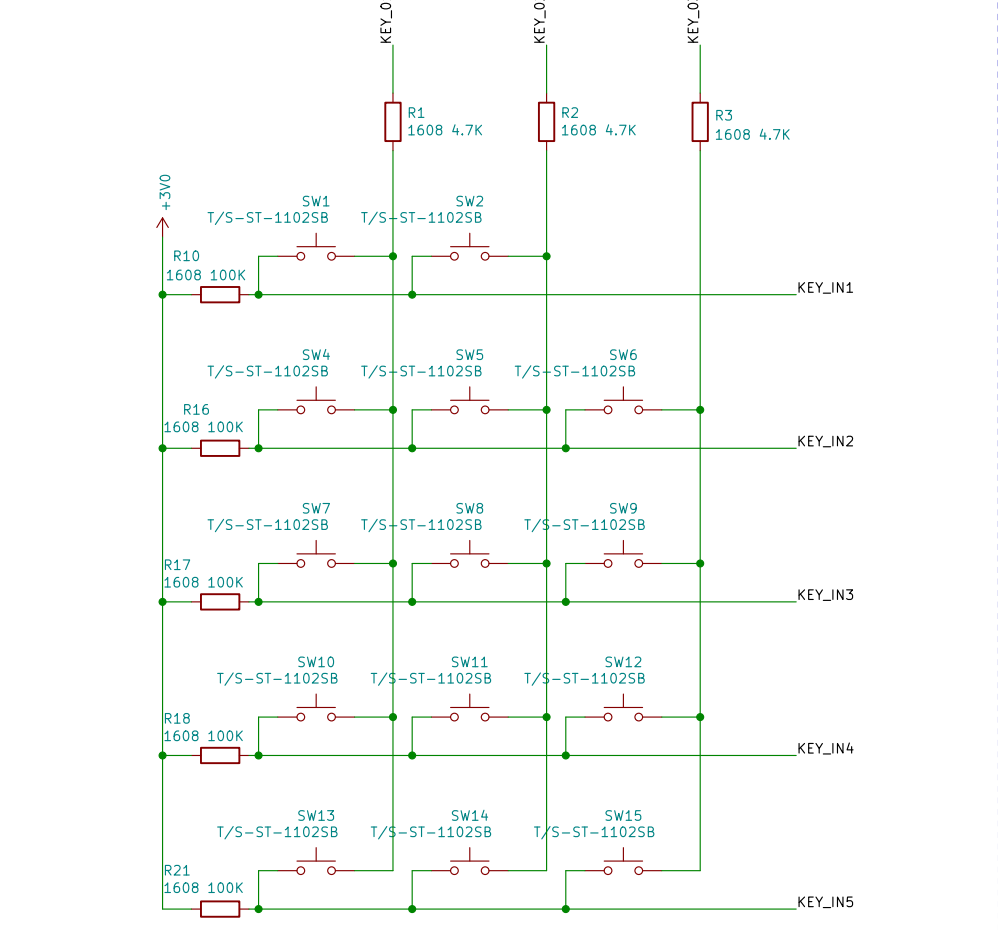 KEY_0
KEY_0
KEY_0
R1
1608 4.7K
R2
1608 4.7K
R3
1608 4.7K
+3V0
SW1
T/S-ST-1102SB
SW2
T/S-ST-1102SB
R10
1608 100K
KEY_IN1
SW4
T/S-ST-1102SB
SW5
T/S-ST-1102SB
SW6
T/S-ST-1102SB
R16
1608 100K
KEY_IN2
SW7
T/S-ST-1102SB
SW8
T/S-ST-1102SB
SW9
T/S-ST-1102SB
R17
1608 100K
KEY_IN3
SW10
T/S-ST-1102SB
SW11
T/S-ST-1102SB
SW12
T/S-ST-1102SB
R18
1608 100K
KEY_IN4
SW13
T/S-ST-1102SB
SW14
T/S-ST-1102SB
SW15
T/S-ST-1102SB
R21
1608 100K
KEY_IN5